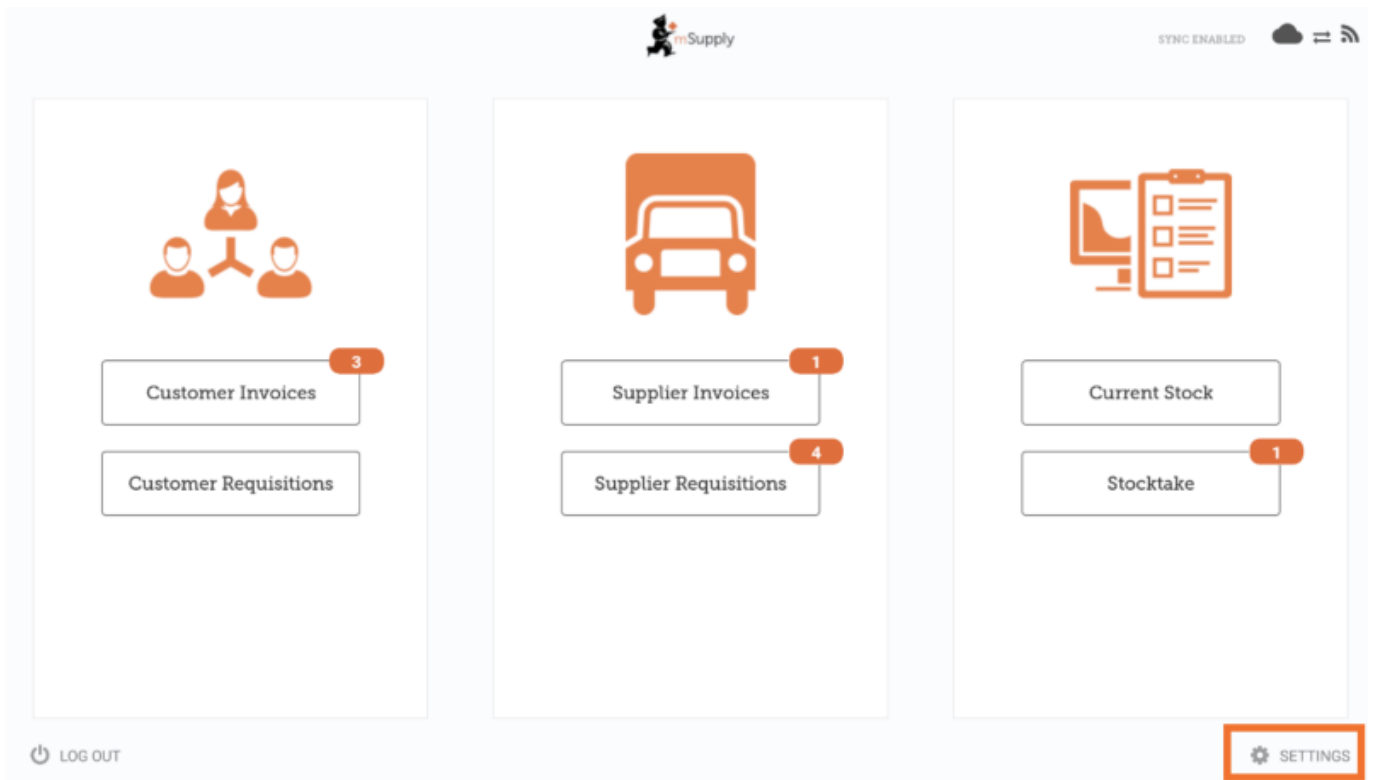 mSupply
SYNC ENABLED
3
Customer Invoices
Customer Requisitions
1
Supplier Invoices
4
Supplier Requisitions
Current Stock
1
Stocktake
LOG OUT
SETTINGS